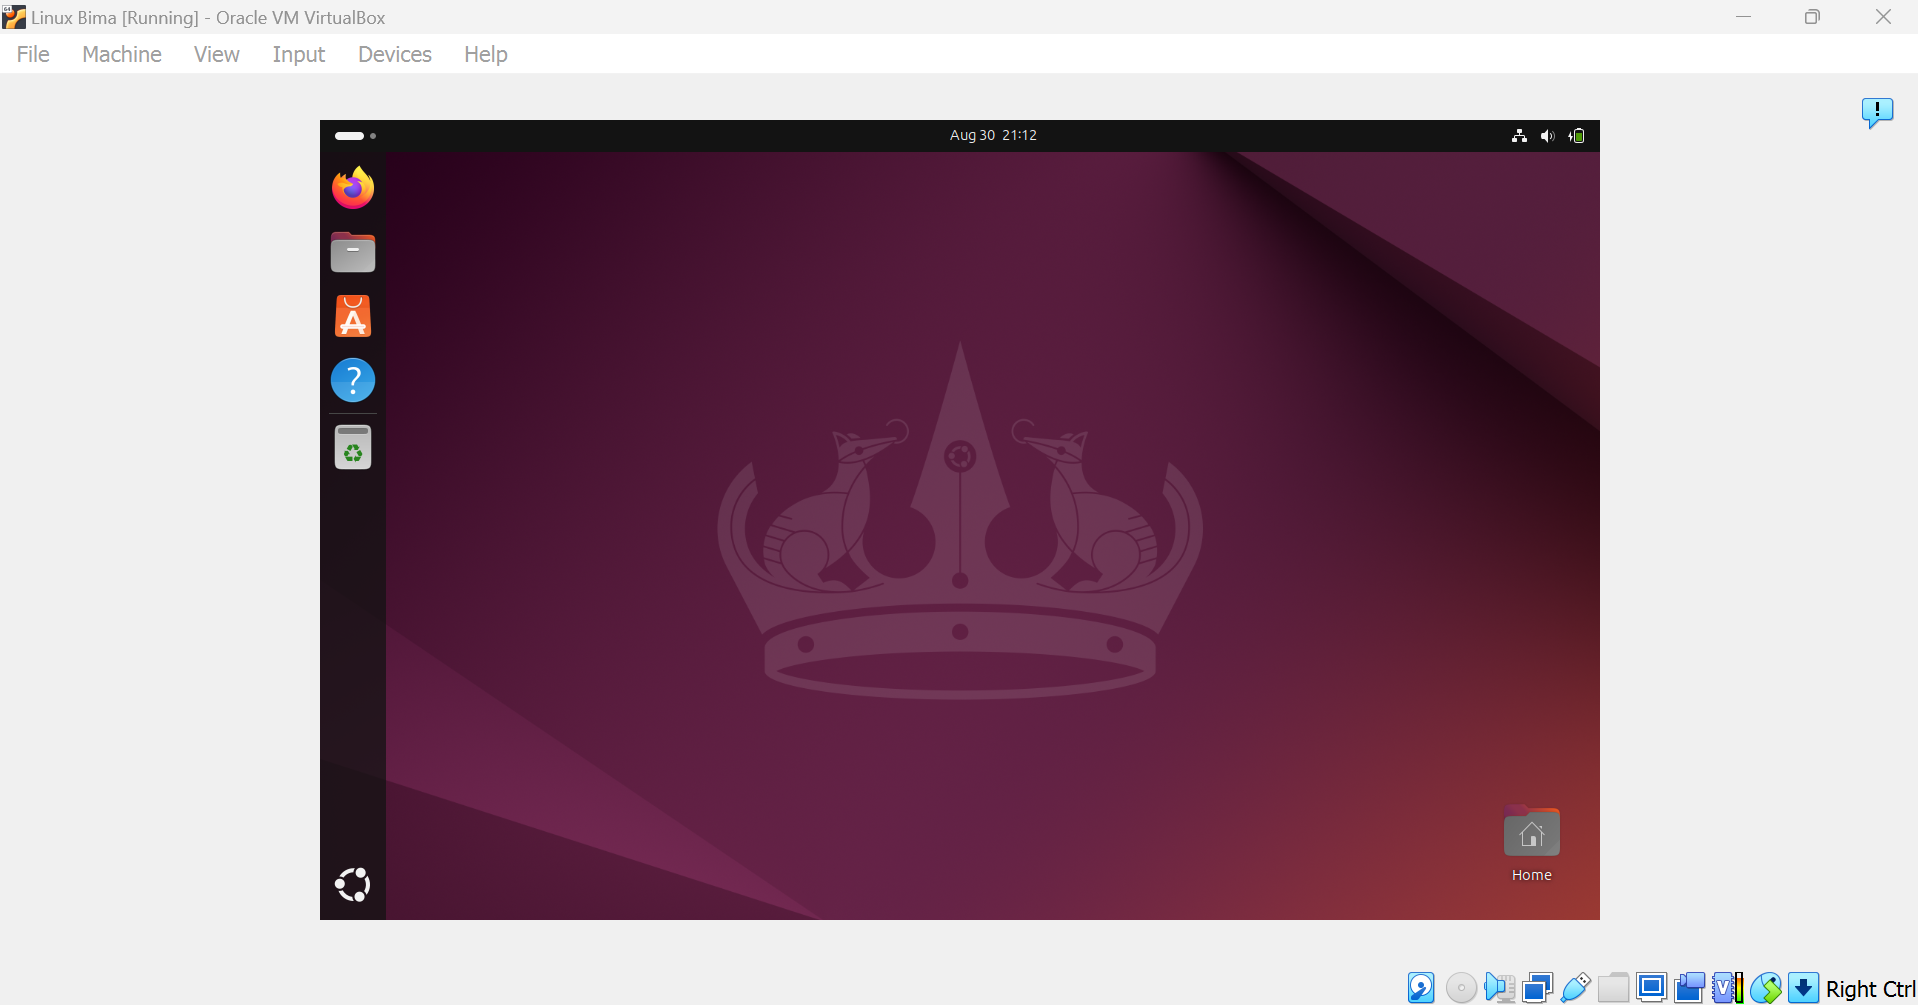 Linux Bima [Running] - Oracle VM VirtualBox
File Machine View Input Devices Help
Aug 30 21:12
Home
Right Ctrl